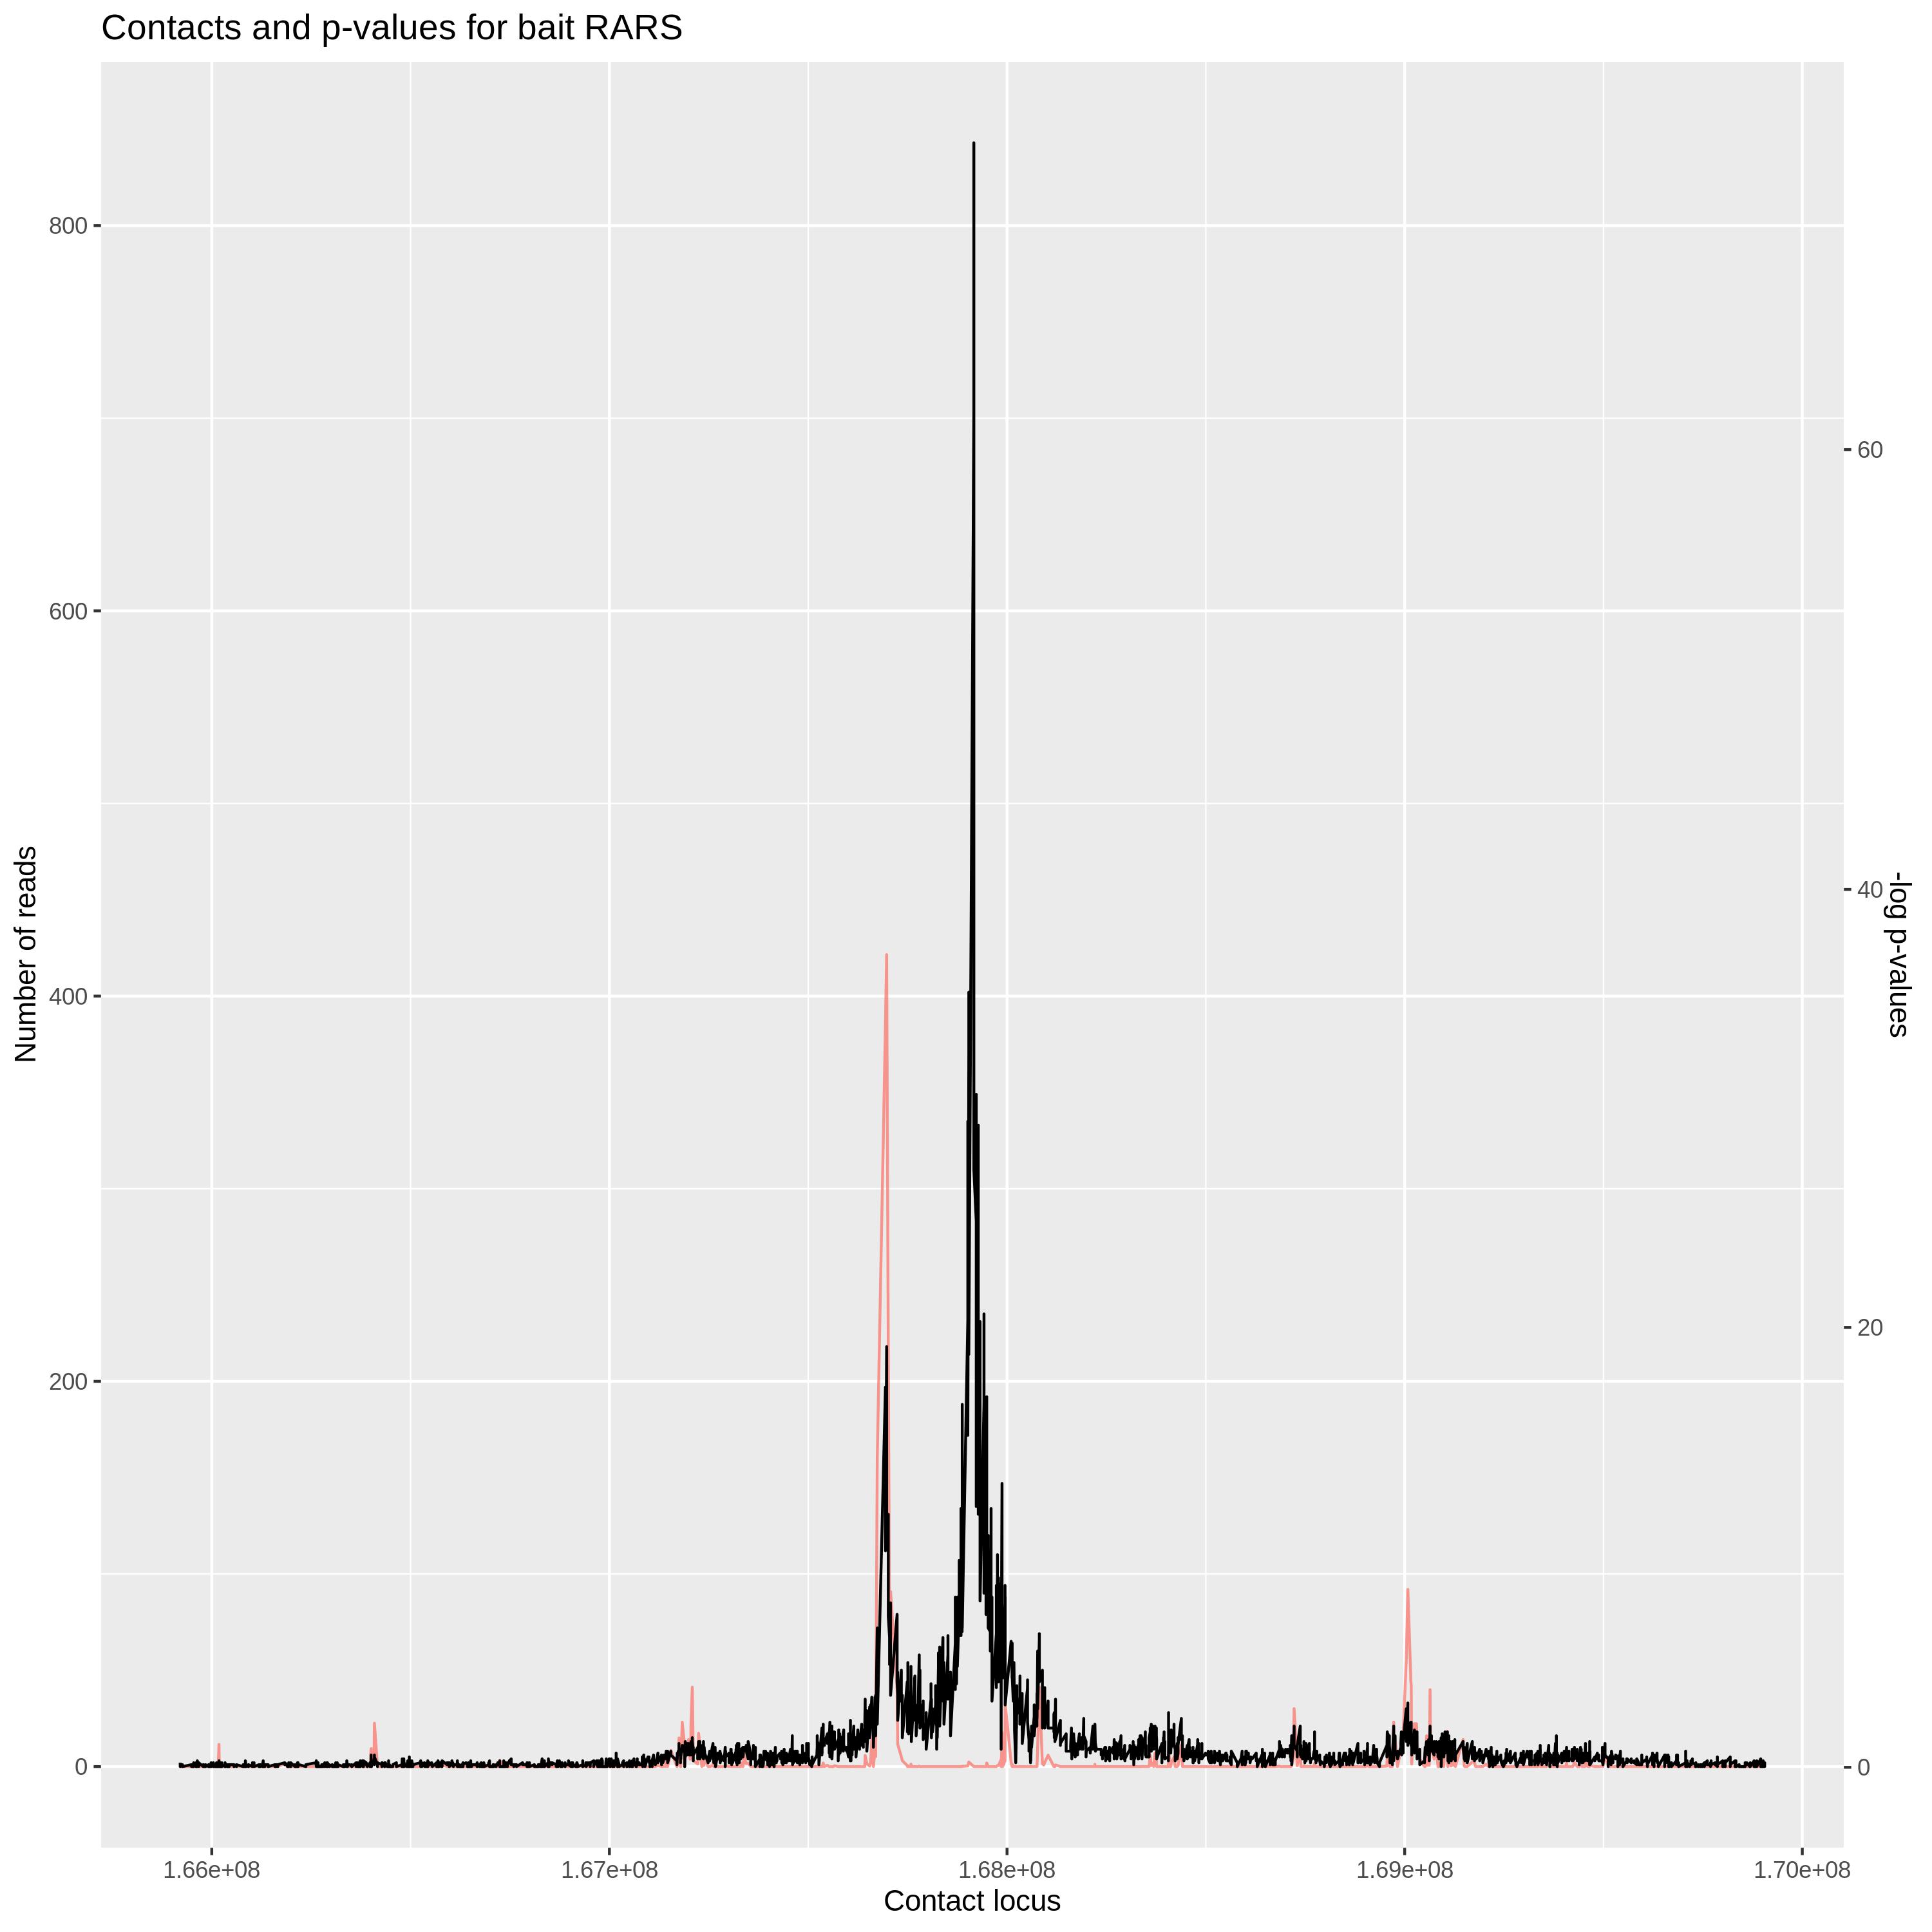 Contacts and p-values for bait RARS
800
600
400
200
0
Number of reads
60
40
20
0
-log p-values
1.66e+08 1.67e+08 1.68e+08 1.69e+08 1.70e+08
Contact locus